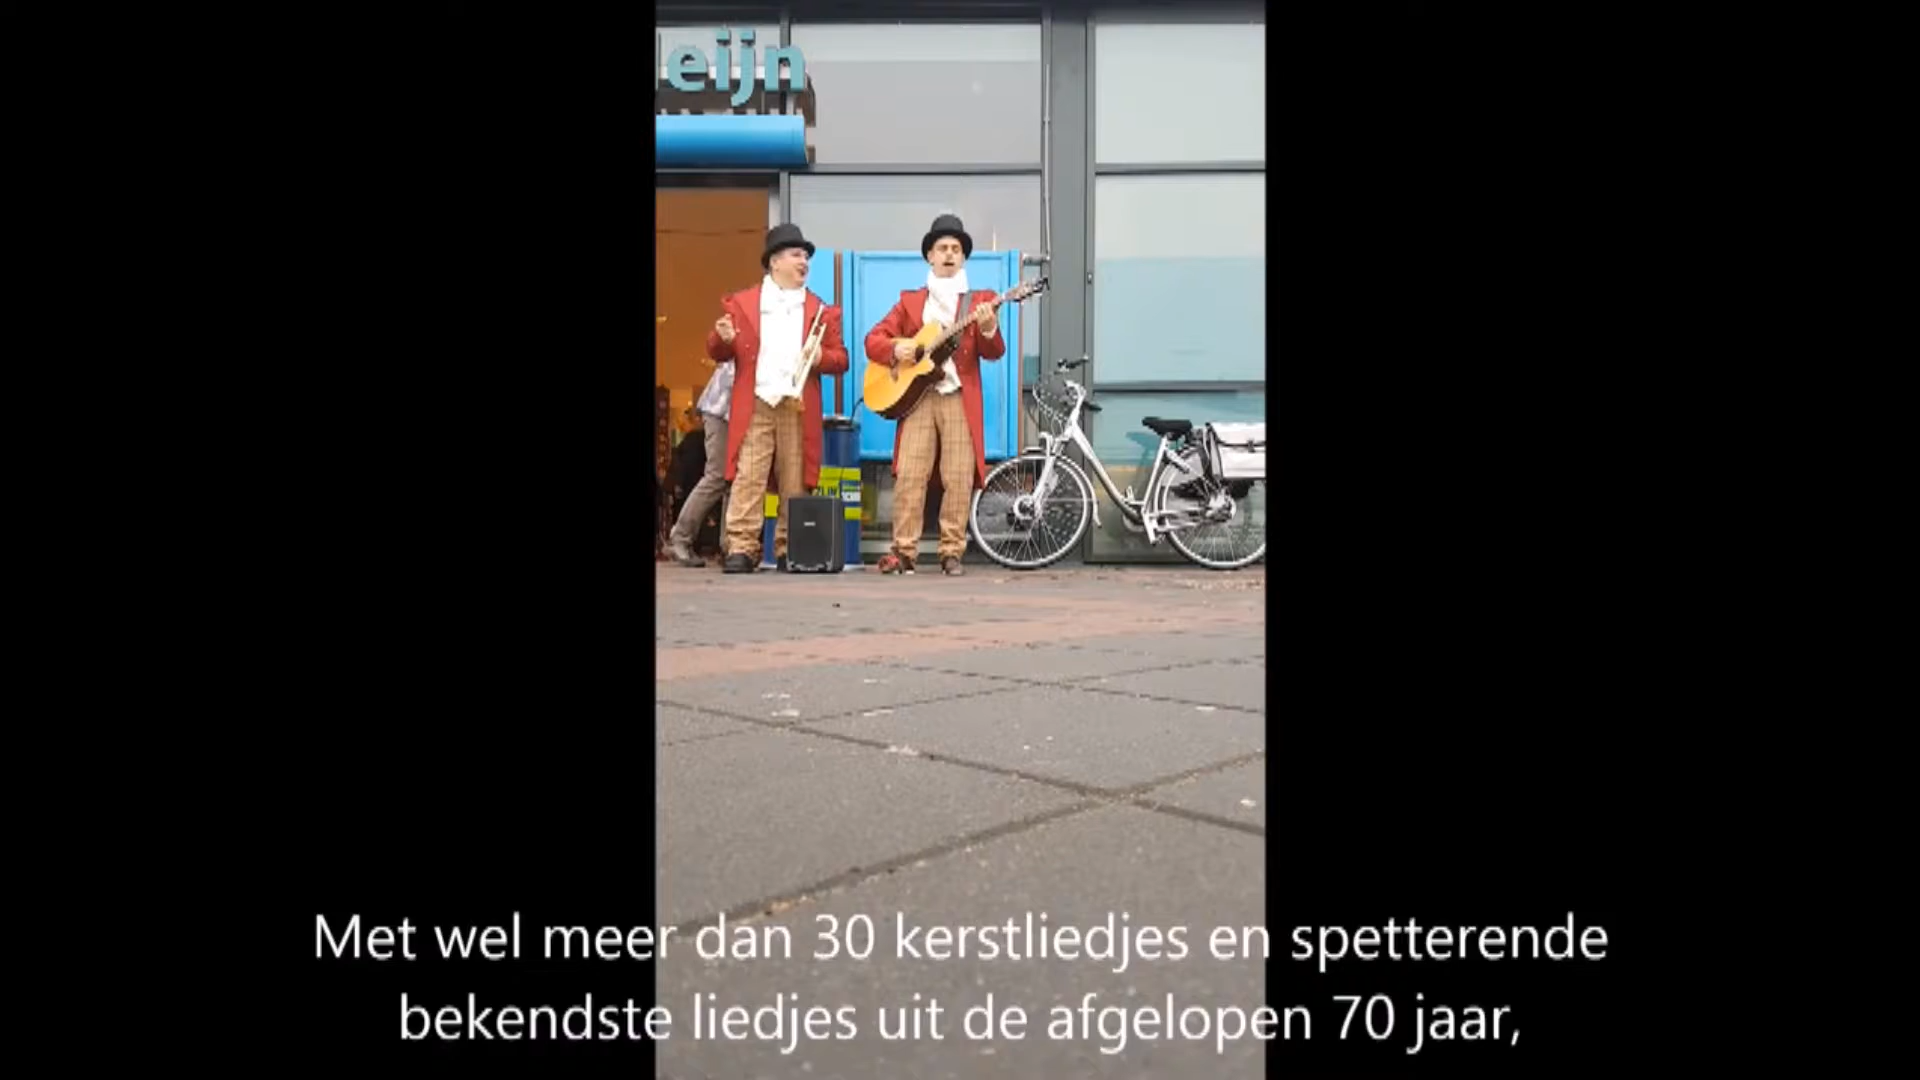 eijn
Met wel meer dan 30 kerstliedjes en spetterende
bekendste liedjes uit de afgelopen 70 jaar,